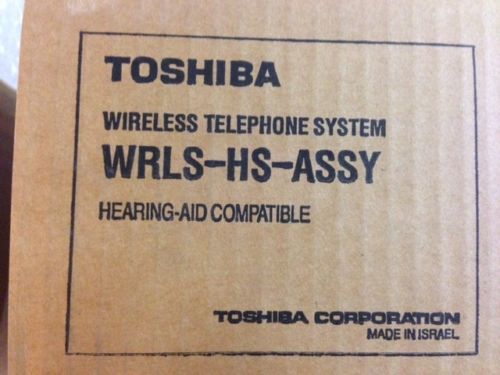 TOSHIBA
WIRELESS TELEPHONE SYSTEM
WRLS-HS-ASSY
HEARING-AID COMPATIBLE
TOSHIBA CORPORATION
MADE IN ISRAEL